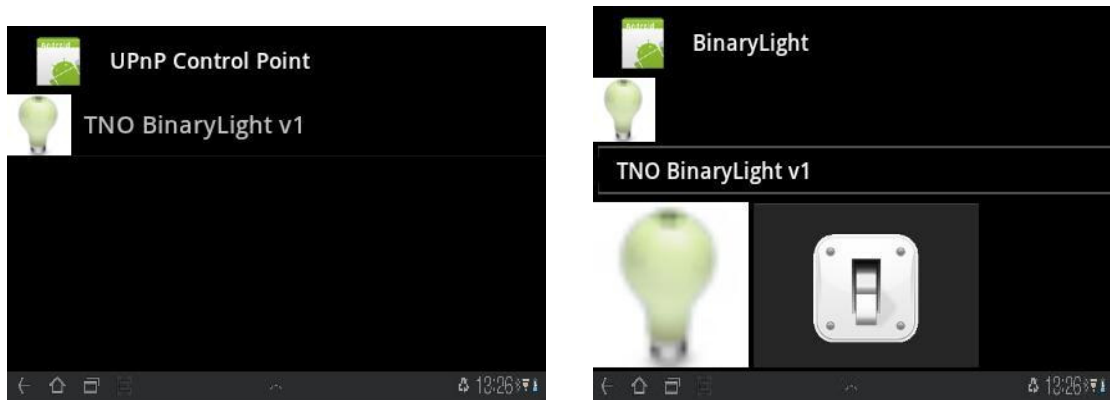 UPnP Control Point
TNO BinaryLight v1
13:26
BinaryLight
TNO BinaryLight v1
13:26